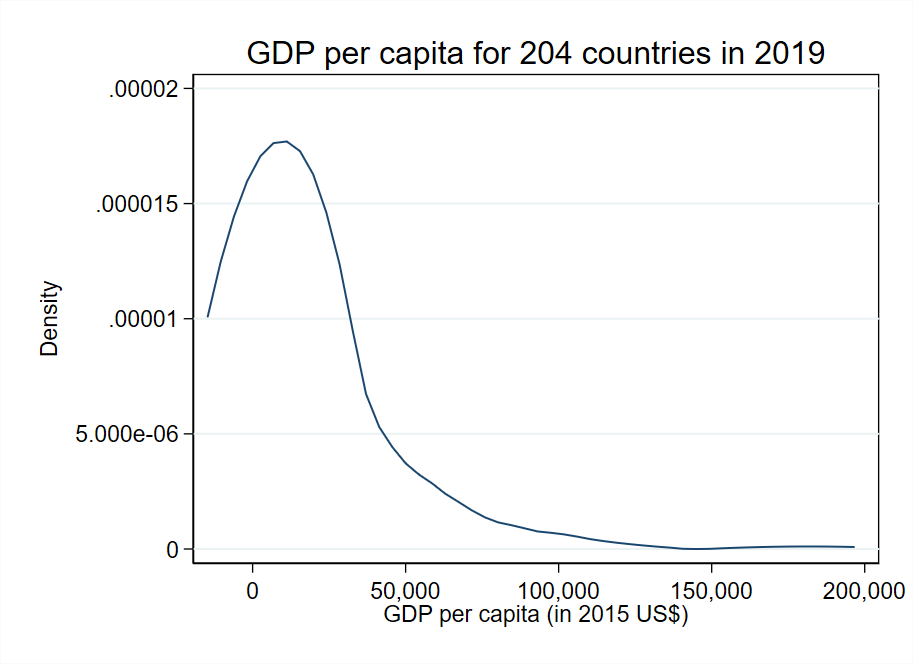 GDP per capita for 204 countries in 2019
.00002
.000015
.00001
5.000e-06
0
Density
0 50,000 100,000 150,000 200,000
GDP per capita (in 2015 US$)